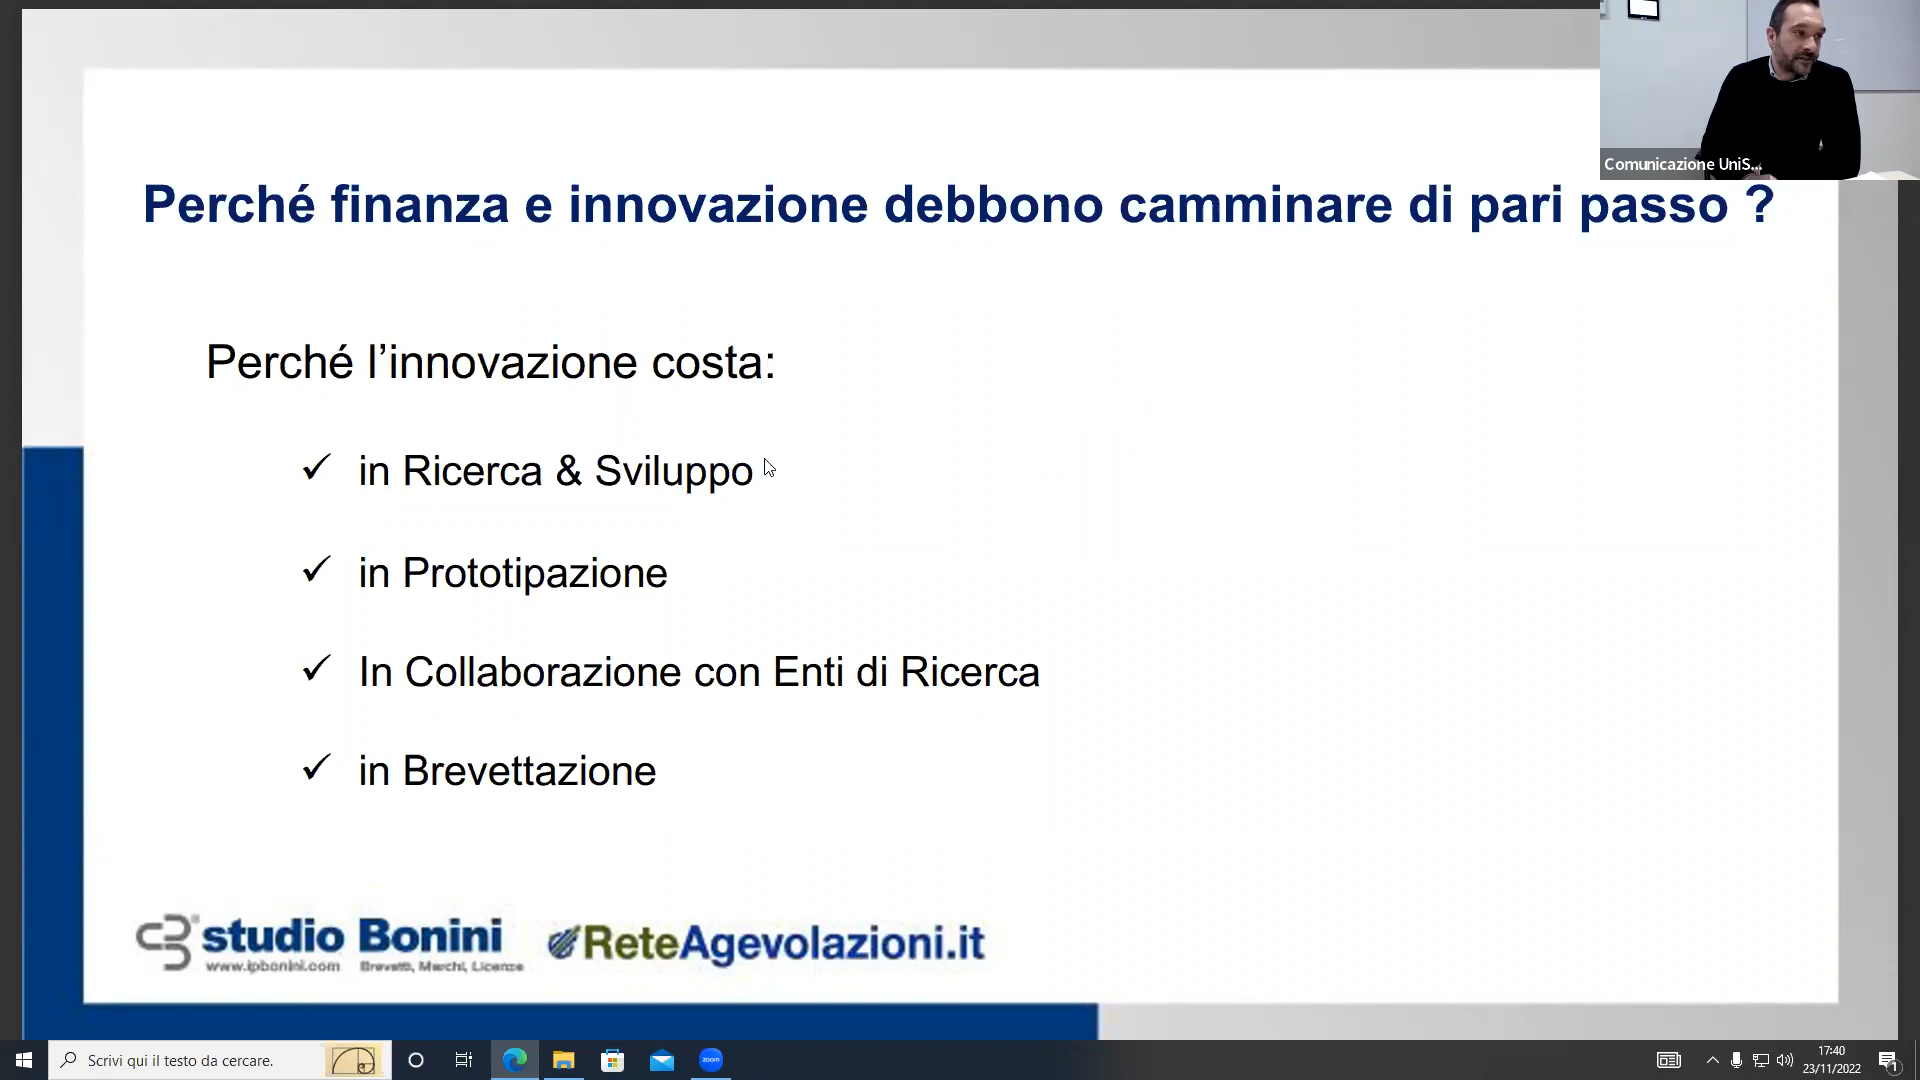 Comunicazione UniS...
Perché finanza e innovazione debbono camminare di pari passo ?
Perché l’innovazione costa:
✓ in Ricerca & Sviluppo
✓ in Prototipazione
✓ In Collaborazione con Enti di Ricerca
✓ in Brevettazione
studio Bonini
www.ipbonini.com Brevetti, Marchi, Licenze
ReteAgevolazioni.it
Scrivi qui il testo da cercare.
zoom
17:40
23/11/2022
1